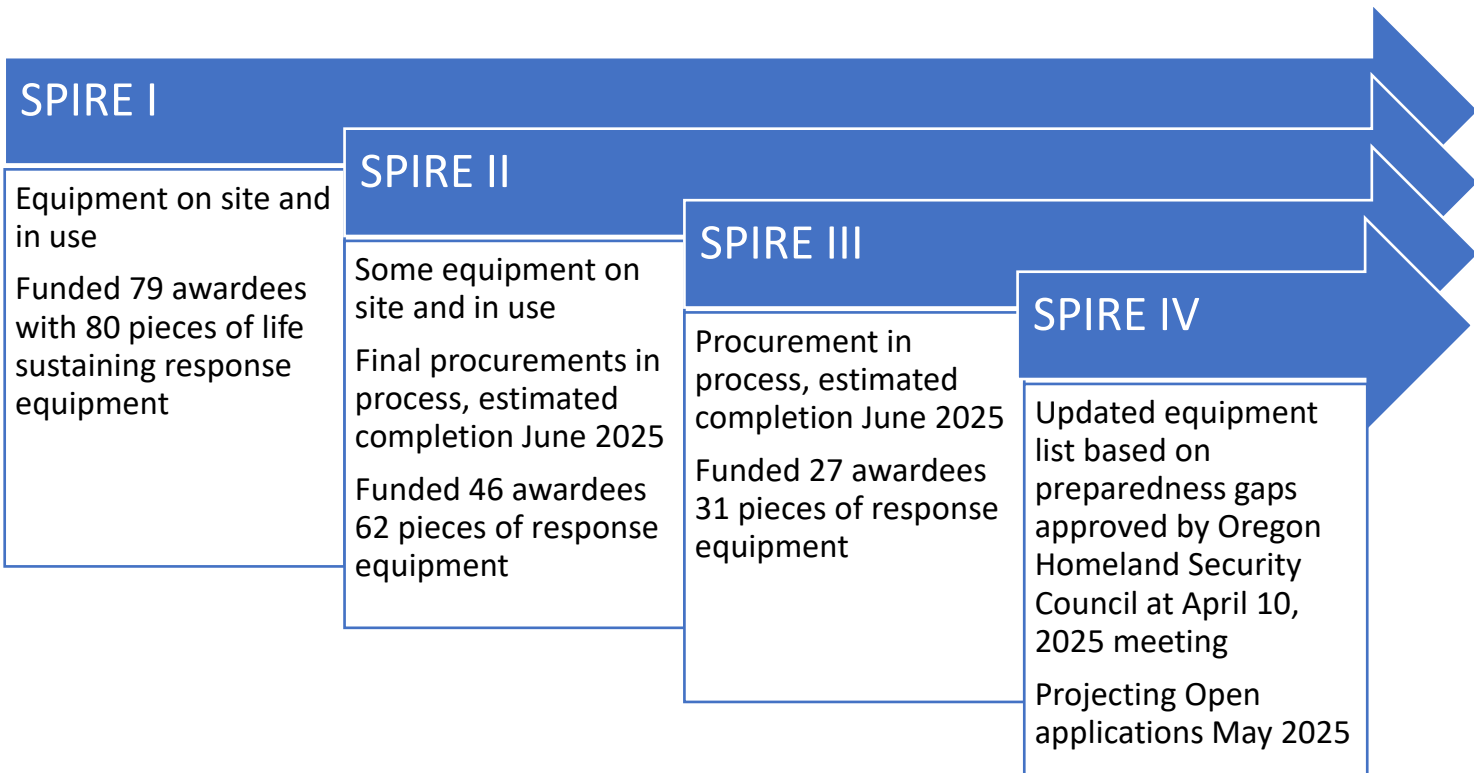 SPIRE I
Equipment on site and
in use
Funded 79 awardees
with 80 pieces of life
sustaining response
equipment
SPIRE II
Some equipment on
site and in use
Final procurements in
process, estimated
completion June 2025
Funded 46 awardees
62 pieces of response
equipment
SPIRE III
Procurement in
process, estimated
completion June 2025
Funded 27 awardees
31 pieces of response
equipment
SPIRE IV
Updated equipment
list based on
preparedness gaps
approved by Oregon
Homeland Security
Council at April 10,
2025 meeting
Projecting Open
applications May 2025